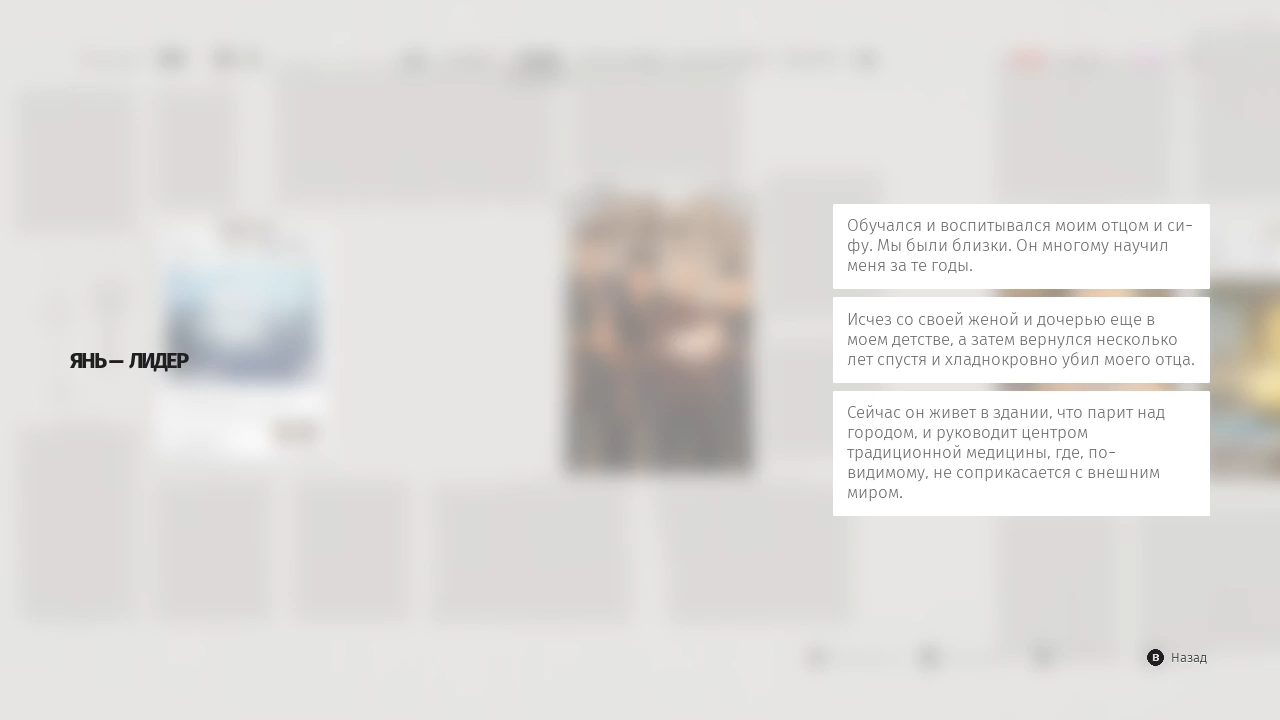 ЯНЬ — ЛИДЕР
Обучался и воспитывался моим отцом и си-
фу. Мы были близки. Он многому научил
меня за те годы.
Исчез со своей женой и дочерью еще в
моем детстве, а затем вернулся несколько
лет спустя и хладнокровно убил моего отца.
Сейчас он живет в здании, что парит над
городом, и руководит центром
традиционной медицины, где, по-
видимому, не соприкасается с внешним
миром.
B Назад